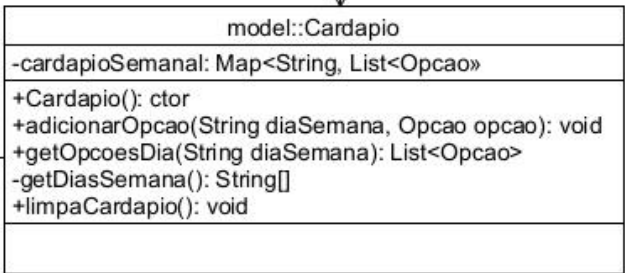 model::Cardapio
-cardapioSemanal: Map<String, List<Opcao»
+Cardapio(): ctor
+adicionarOpcao(String diaSemana, Opcao opcao): void
+getOpcoesDia(String diaSemana): List<Opcao>
-getDiasSemana(): String[]
+limpaCardapio(): void